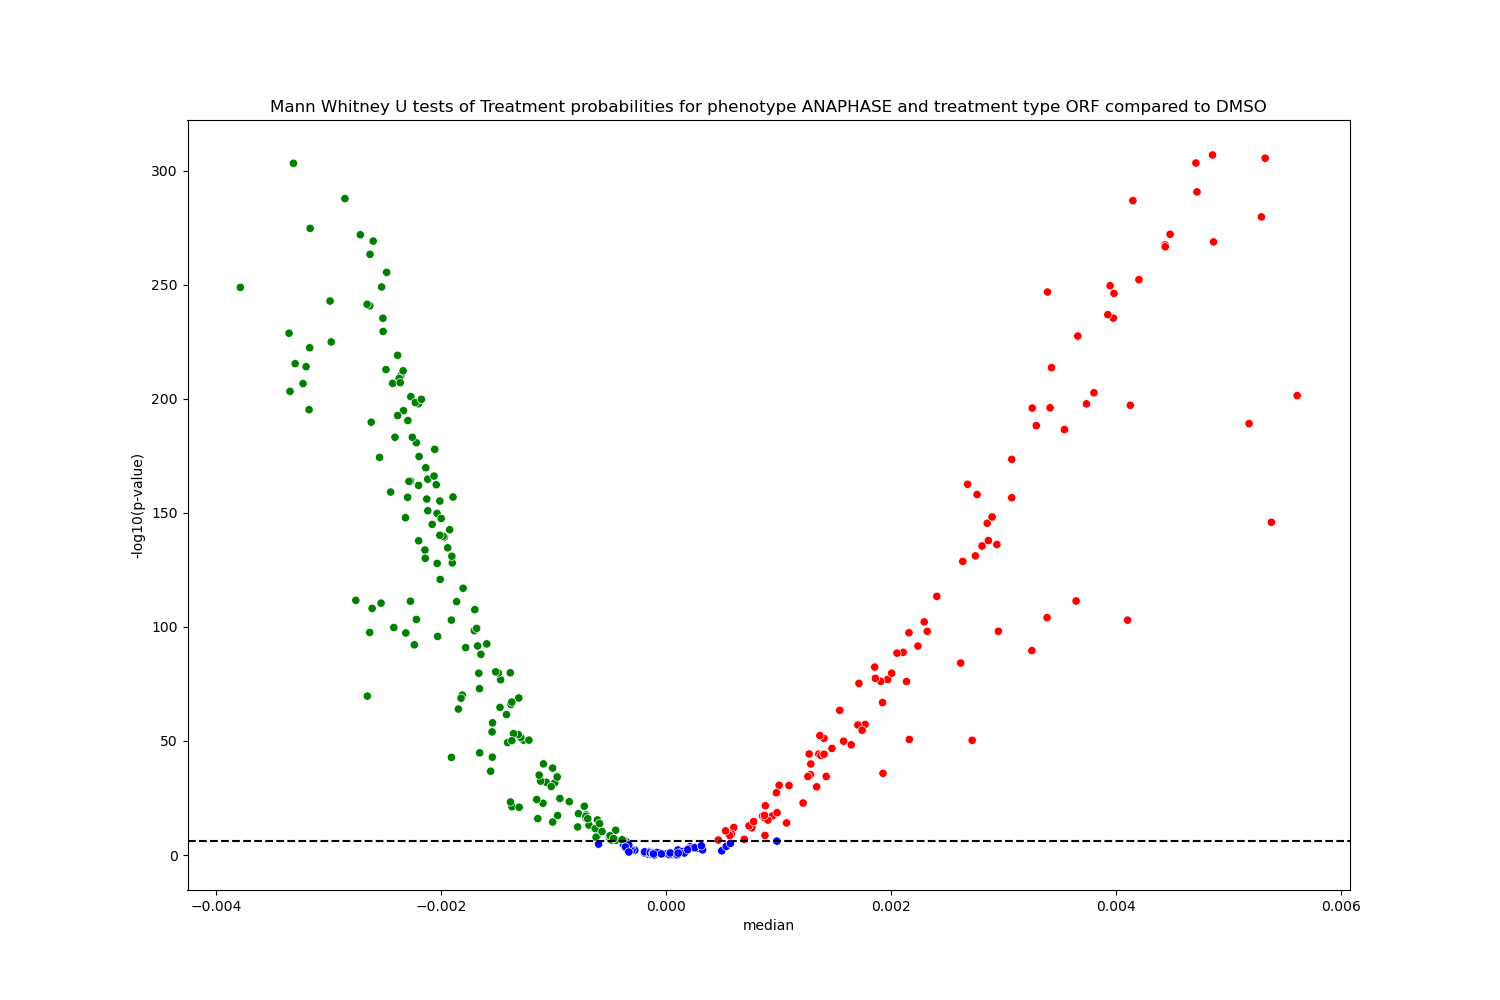 Mann Whitney U tests of Treatment probabilities for phenotype ANAPHASE and treatment type ORF compared to DMSO
300
250
200
150
100
50
0
-log10(p-value)
−0.004 −0.002 0.000 0.002 0.004 0.006
median